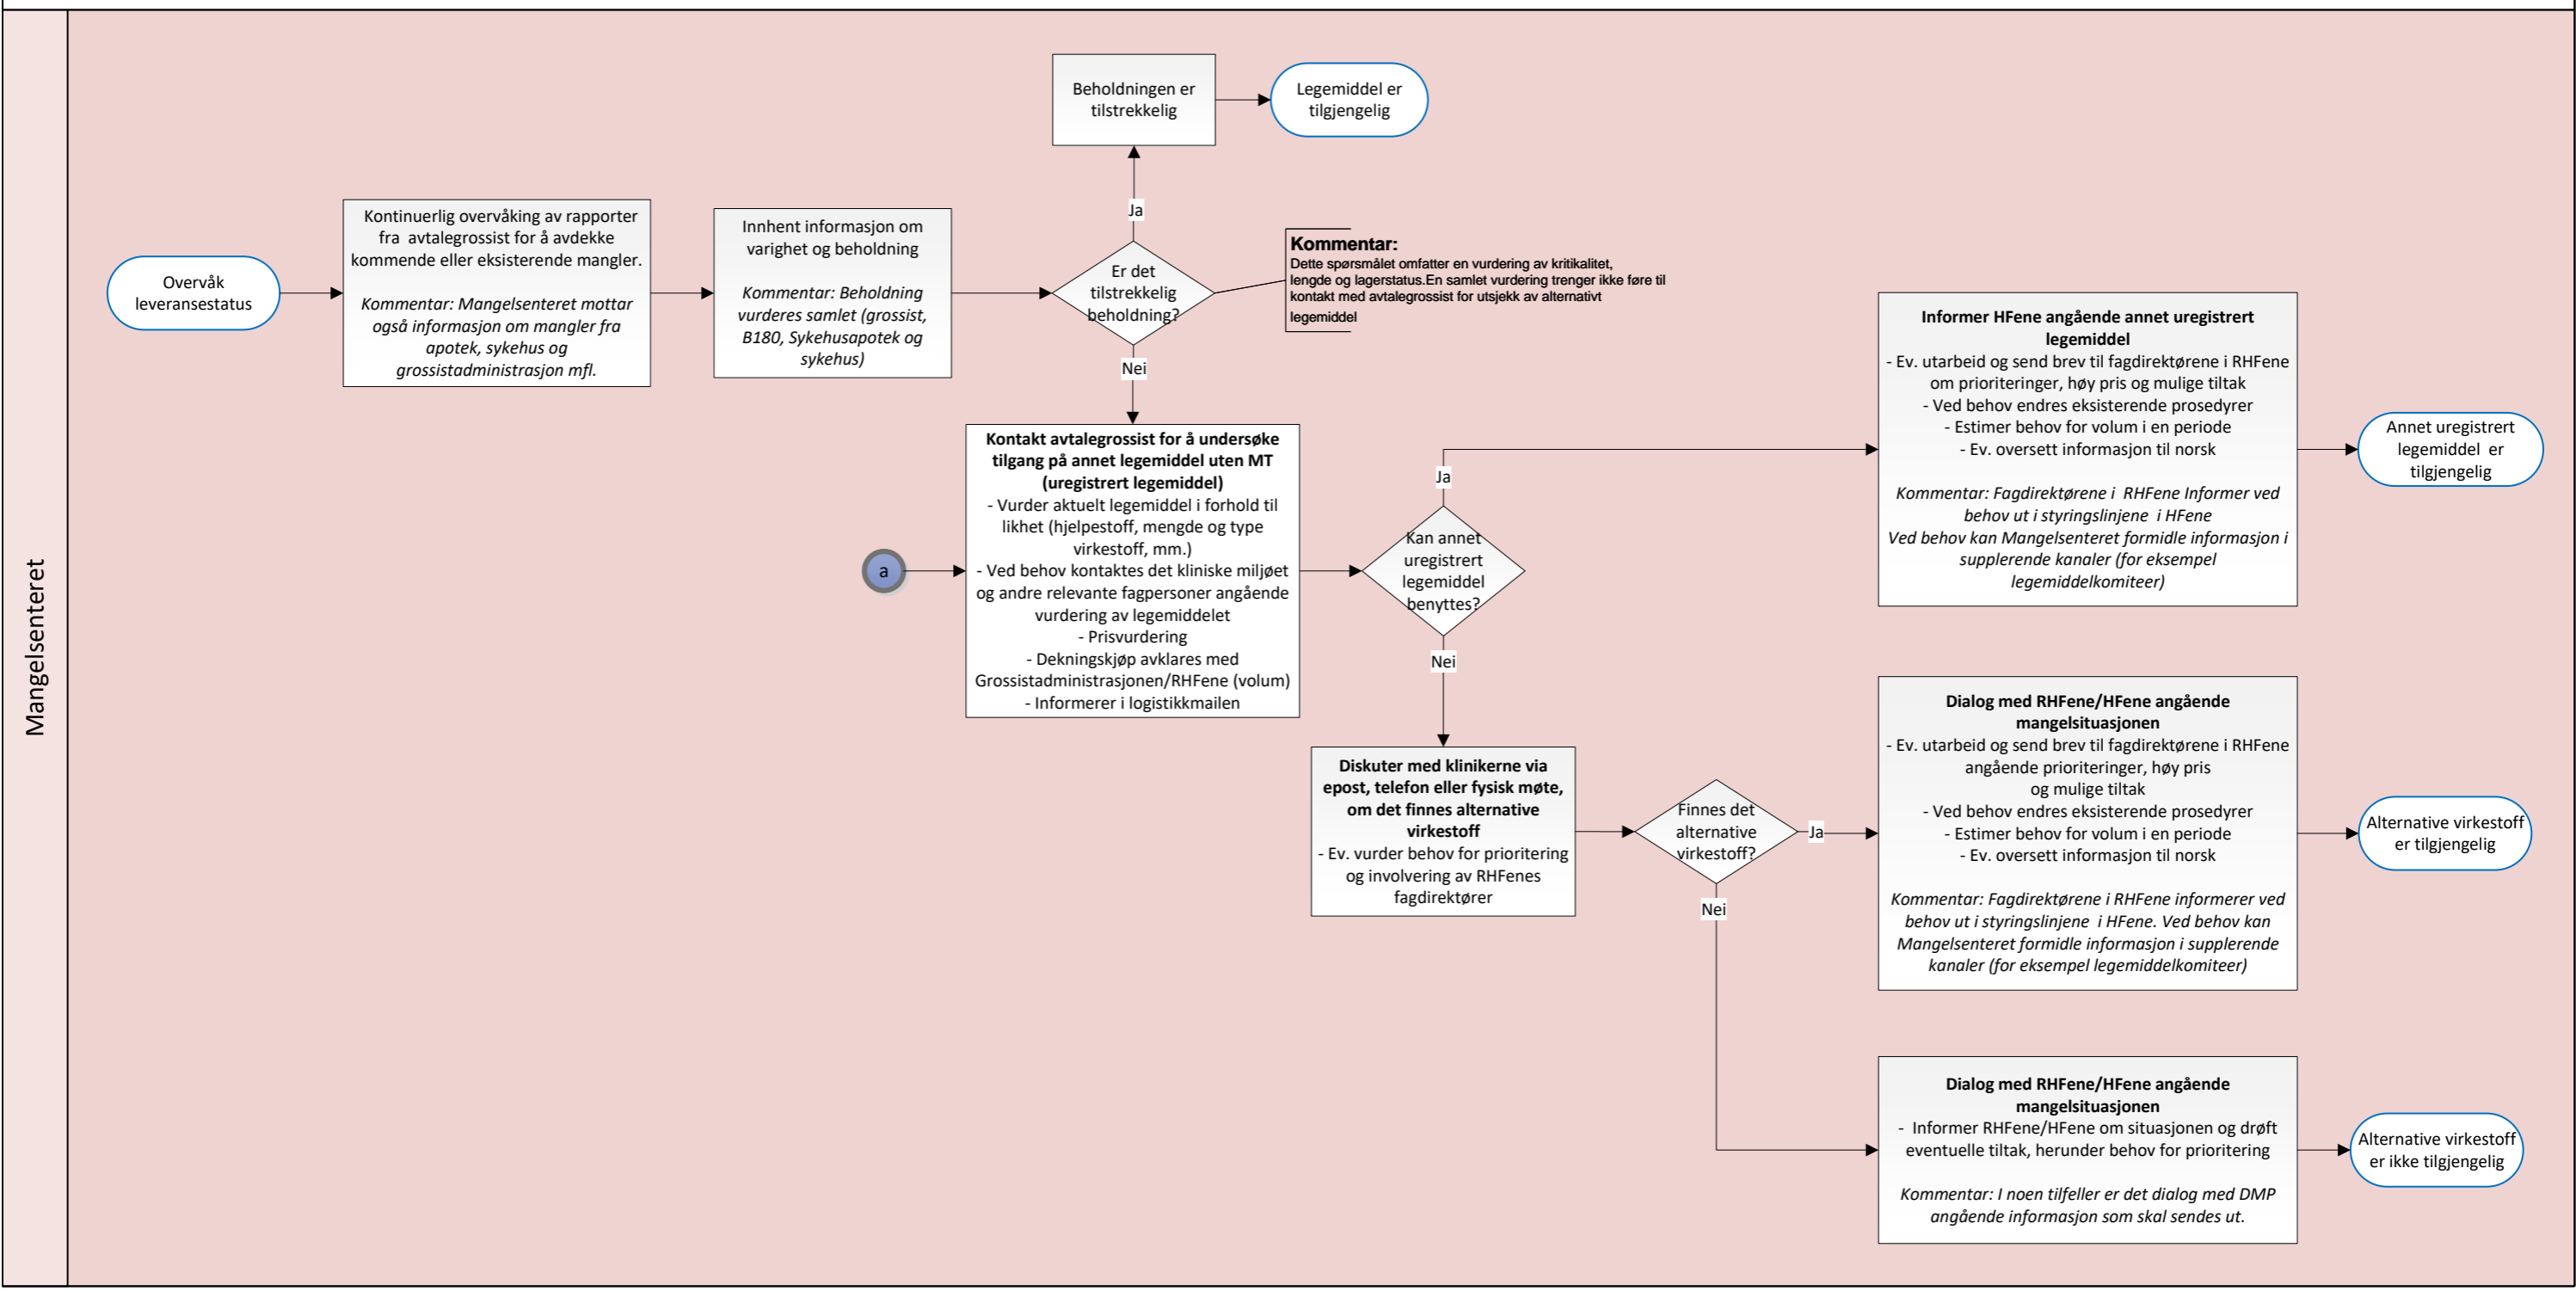 Mangelsenteret
Overvåk
leveransestatus
Kontinuerlig overvåking av rapporter
fra avtalegrossist for å avdekke
kommende eller eksisterende mangler.
Kommentar: Mangelsenteret mottar
også informasjon om mangler fra
apotek, sykehus og
grossistadministrasjon mfl.
Innhent informasjon om
varighet og beholdning
Kommentar: Beholdning
vurderes samlet (grossist,
B180, Sykehusapotek og
sykehus)
Er det
tilstrekkelig
beholdning?
Ja
Beholdningen er
tilstrekkelig
Legemiddel er
tilgjengelig
Kommentar:
Dette spørsmålet omfatter en vurdering av kritikalitet,
lengde og lagerstatus.En samlet vurdering trenger ikke føre til
kontakt med avtalegrossist for utsjekk av alternativt
legemiddel
Nei
a
Kontakt avtalegrossist for å undersøke
tilgang på annet legemiddel uten MT
(uregistrert legemiddel)
- Vurder aktuelt legemiddel i forhold til
likhet (hjelpestoff, mengde og type
virkestoff, mm.)
- Ved behov kontaktes det kliniske miljøet
og andre relevante fagpersoner angående
vurdering av legemiddelet
- Prisvurdering
- Dekningskjøp avklares med
Grossistadministrasjonen/RHFene (volum)
- Informerer i logistikkmailen
Kan annet
uregistrert
legemiddel
benyttes?
Ja
Informer HFene angående annet uregistrert
legemiddel
- Ev. utarbeid og send brev til fagdirektørene i RHFene
om prioriteringer, høy pris og mulige tiltak
- Ved behov endres eksisterende prosedyrer
- Estimer behov for volum i en periode
- Ev. oversett informasjon til norsk
Kommentar: Fagdirektørene i RHFene Informer ved
behov ut i styringslinjene i HFene
Ved behov kan Mangelsenteret formidle informasjon i
supplerende kanaler (for eksempel
legemiddelkomiteer)
Annet uregistrert
legemiddel er
tilgjengelig
Nei
Diskuter med klinikerne via
epost, telefon eller fysisk møte,
om det finnes alternative
virkestoff
- Ev. vurder behov for prioritering
og involvering av RHFenes
fagdirektører
Finnes det
alternative
virkestoff?
Ja
Dialog med RHFene/HFene angående
mangelsituasjonen
- Ev. utarbeid og send brev til fagdirektørene i RHFene
angående prioriteringer, høy pris
og mulige tiltak
- Ved behov endres eksisterende prosedyrer
- Estimer behov for volum i en periode
- Ev. oversett informasjon til norsk
Kommentar: Fagdirektørene i RHFene informerer ved
behov ut i styringslinjene i HFene. Ved behov kan
Mangelsenteret formidle informasjon i supplerende
kanaler (for eksempel legemiddelkomiteer)
Alternative virkestoff
er tilgjengelig
Nei
Dialog med RHFene/HFene angående
mangelsituasjonen
- Informer RHFene/HFene om situasjonen og drøft
eventuelle tiltak, herunder behov for prioritering
Kommentar: I noen tilfeller er det dialog med DMP
angående informasjon som skal sendes ut.
Alternative virkestoff
er ikke tilgjengelig